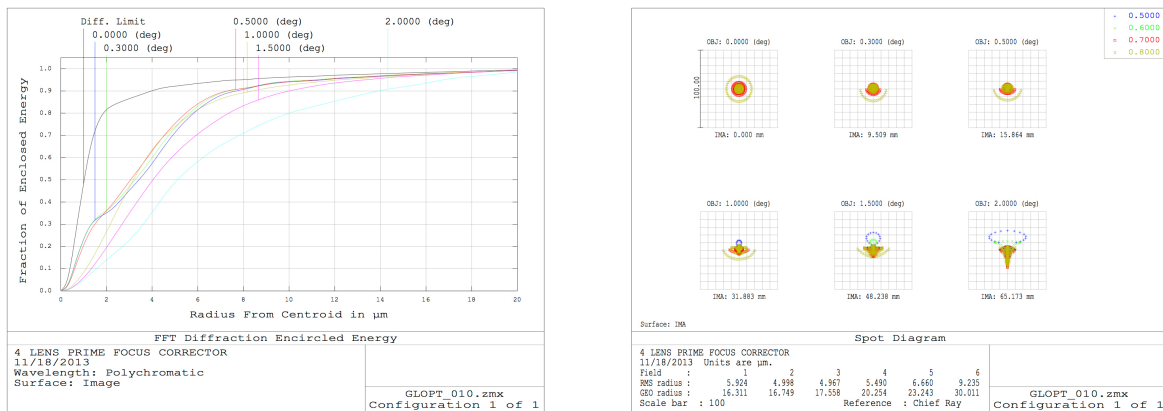 Diff. Limit 0.5000 (deg) 2.0000 (deg)
0.0000 (deg) 1.0000 (deg)
0.3000 (deg) 1.5000 (deg)
1.0
0.9
0.8
0.7
0.6
0.5
0.4
0.3
0.2
0.1
0.0
Fraction of Enclosed Energy
0 2 4 6 8 10 12 14 16 18 20
Radius From Centroid in µm
FFT Diffraction Encircled Energy
4 LENS PRIME FOCUS CORRECTOR
11/18/2013
Wavelength: Polychromatic
Surface: Image
GLOPT_010.zmx
Configuration 1 of 1
0.5000
0.6000
0.7000
0.8000
OBJ: 0.0000 (deg) OBJ: 0.3000 (deg) OBJ: 0.5000 (deg)
100.00
IMA: 0.000 mm IMA: 9.509 mm IMA: 15.864 mm
OBJ: 1.0000 (deg) OBJ: 1.5000 (deg) OBJ: 2.0000 (deg)
IMA: 31.883 mm IMA: 48.238 mm IMA: 65.173 mm
Surface: IMA
Spot Diagram
4 LENS PRIME FOCUS CORRECTOR
11/18/2013 Units are µm.
Field : 1 2 3 4 5 6
RMS radius : 5.924 4.998 4.967 5.490 6.660 9.235
GEO radius : 16.311 16.749 17.558 20.254 23.243 30.011
Scale bar : 100 Reference : Chief Ray
GLOPT_010.zmx
Configuration 1 of 1